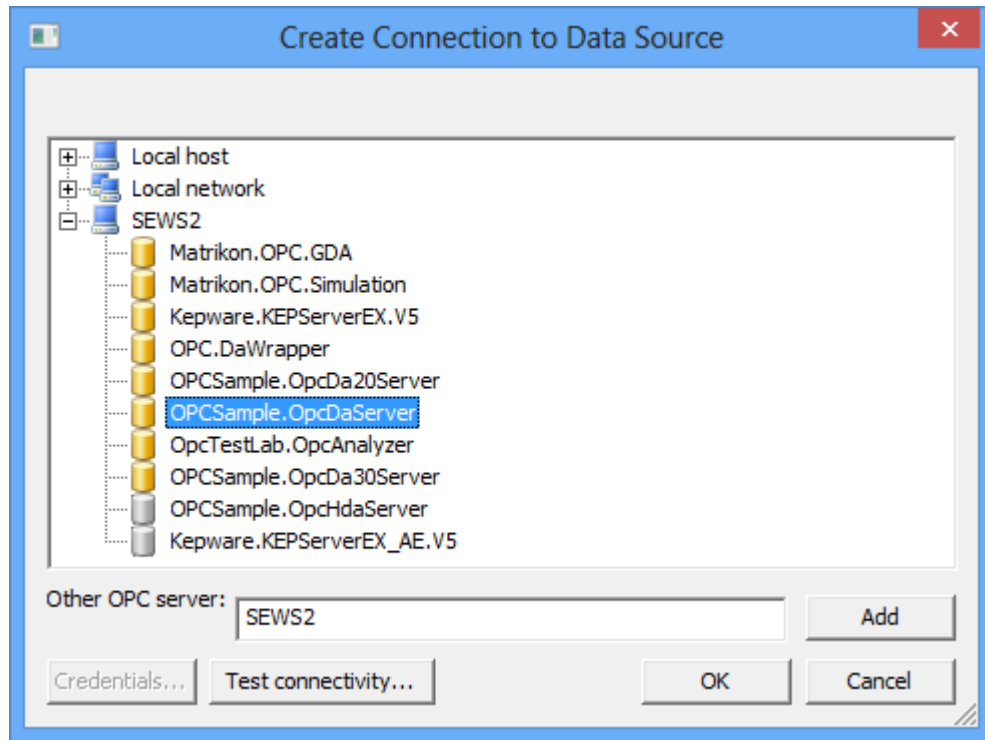 Create Connection to Data Source
Local host
Local network
SEWS2
Matrikon.OPC.GDA
Matrikon.OPC.Simulation
Kepware.KEPServerEX.V5
OPC.DaWrapper
OPCSample.OpcDa20Server
OPCSample.OpcDaServer
OpcTestLab.OpcAnalyzer
OPCSample.OpcDa30Server
OPCSample.OpcHdaServer
Kepware.KEPServerEX_AE.V5
Other OPC server: SEWS2 Add
Credentials... Test connectivity... OK Cancel